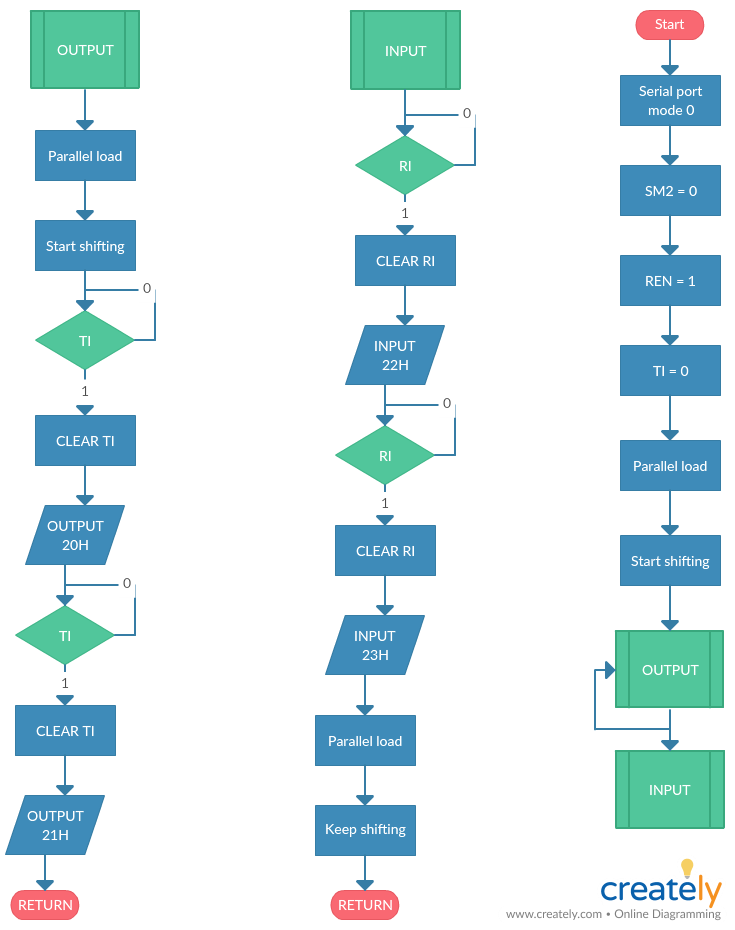 OUTPUT
Parallel load
Start shifting
0
TI
1
CLEAR TI
OUTPUT
20H
0
TI
1
CLEAR TI
OUTPUT
21H
RETURN
INPUT
0
RI
1
CLEAR RI
INPUT
22H
0
RI
1
CLEAR RI
INPUT
23H
Parallel load
Keep shifting
RETURN
Start
Serial port
mode 0
SM2 = 0
REN = 1
TI = 0
Parallel load
Start shifting
OUTPUT
INPUT
creately
www.creately.com • Online Diagramming